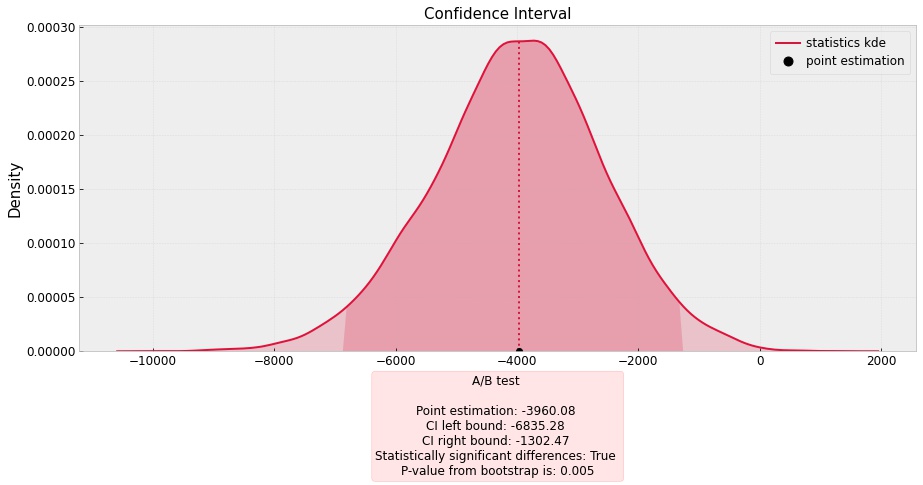 Confidence Interval
0.00030
0.00025
0.00020
0.00015
0.00010
0.00005
0.00000
Density
statistics kde
point estimation
−10000 −8000 −6000 −4000 −2000 0 2000
A/B test
Point estimation: -3960.08
CI left bound: -6835.28
CI right bound: -1302.47
Statistically significant differences: True
P-value from bootstrap is: 0.005